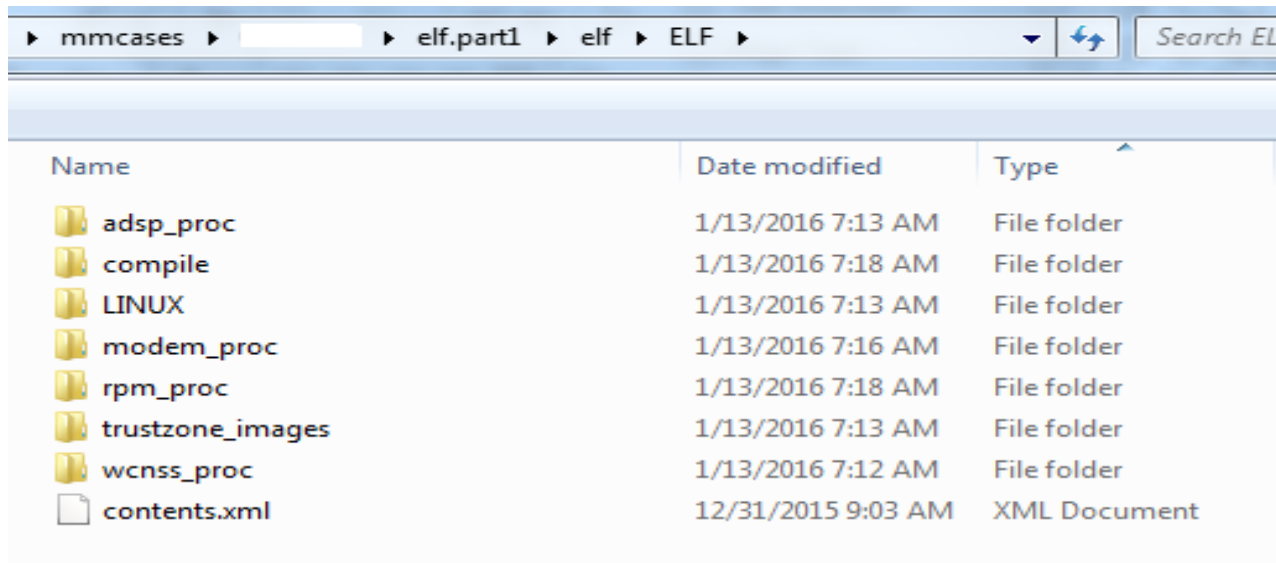 mmcases elf.part1 elf ELF Search EL
Name Date modified Type
adsp_proc 1/13/2016 7:13 AM File folder
compile 1/13/2016 7:18 AM File folder
LINUX 1/13/2016 7:13 AM File folder
modem_proc 1/13/2016 7:16 AM File folder
rpm_proc 1/13/2016 7:18 AM File folder
trustzone_images 1/13/2016 7:13 AM File folder
wcnss_proc 1/13/2016 7:12 AM File folder
contents.xml 12/31/2015 9:03 AM XML Document